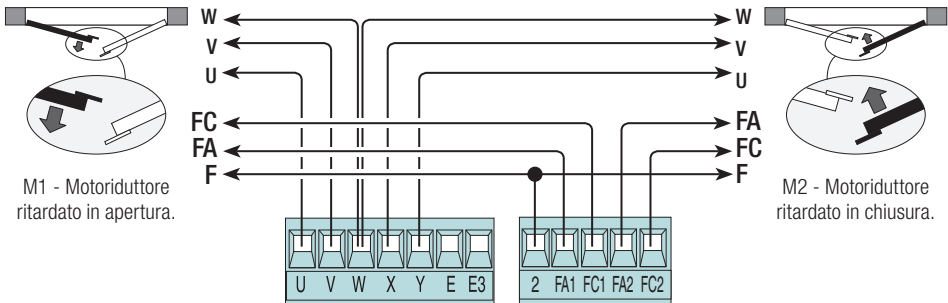 W W
V V
U U
FC FA
FA FC
F F
M1 - Motoriduttore
ritardato in apertura.
M2 - Motoriduttore
ritardato in chiusura.
U V W X Y E E3
2 FA1 FC1 FA2 FC2